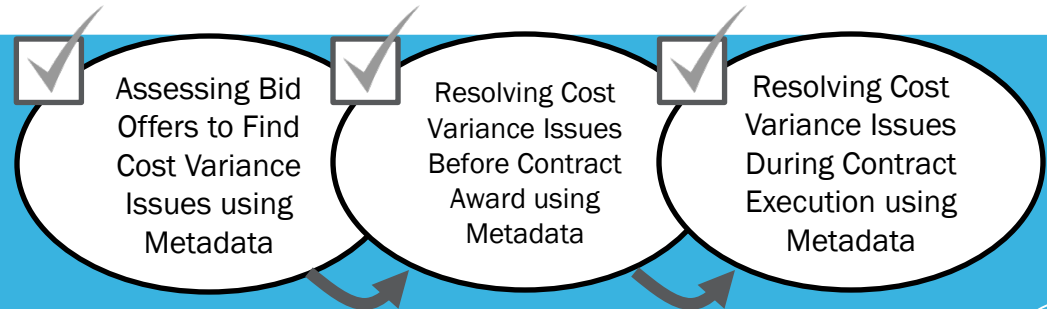 Assessing Bid
Offers to Find
Cost Variance
Issues using
Metadata
Resolving Cost
Variance Issues
Before Contract
Award using
Metadata
Resolving Cost
Variance Issues
During Contract
Execution using
Metadata